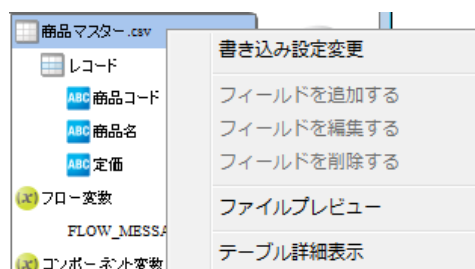 商品マスター.csv
レコード
ABC 商品コード
ABC 商品名
ABC 定価
(x) フロー変数
FLOW_MESSA
(x) コンポーネント変数
書き込み設定変更
フィールドを追加する
フィールドを編集する
フィールドを削除する
ファイルプレビュー
テーブル詳細表示